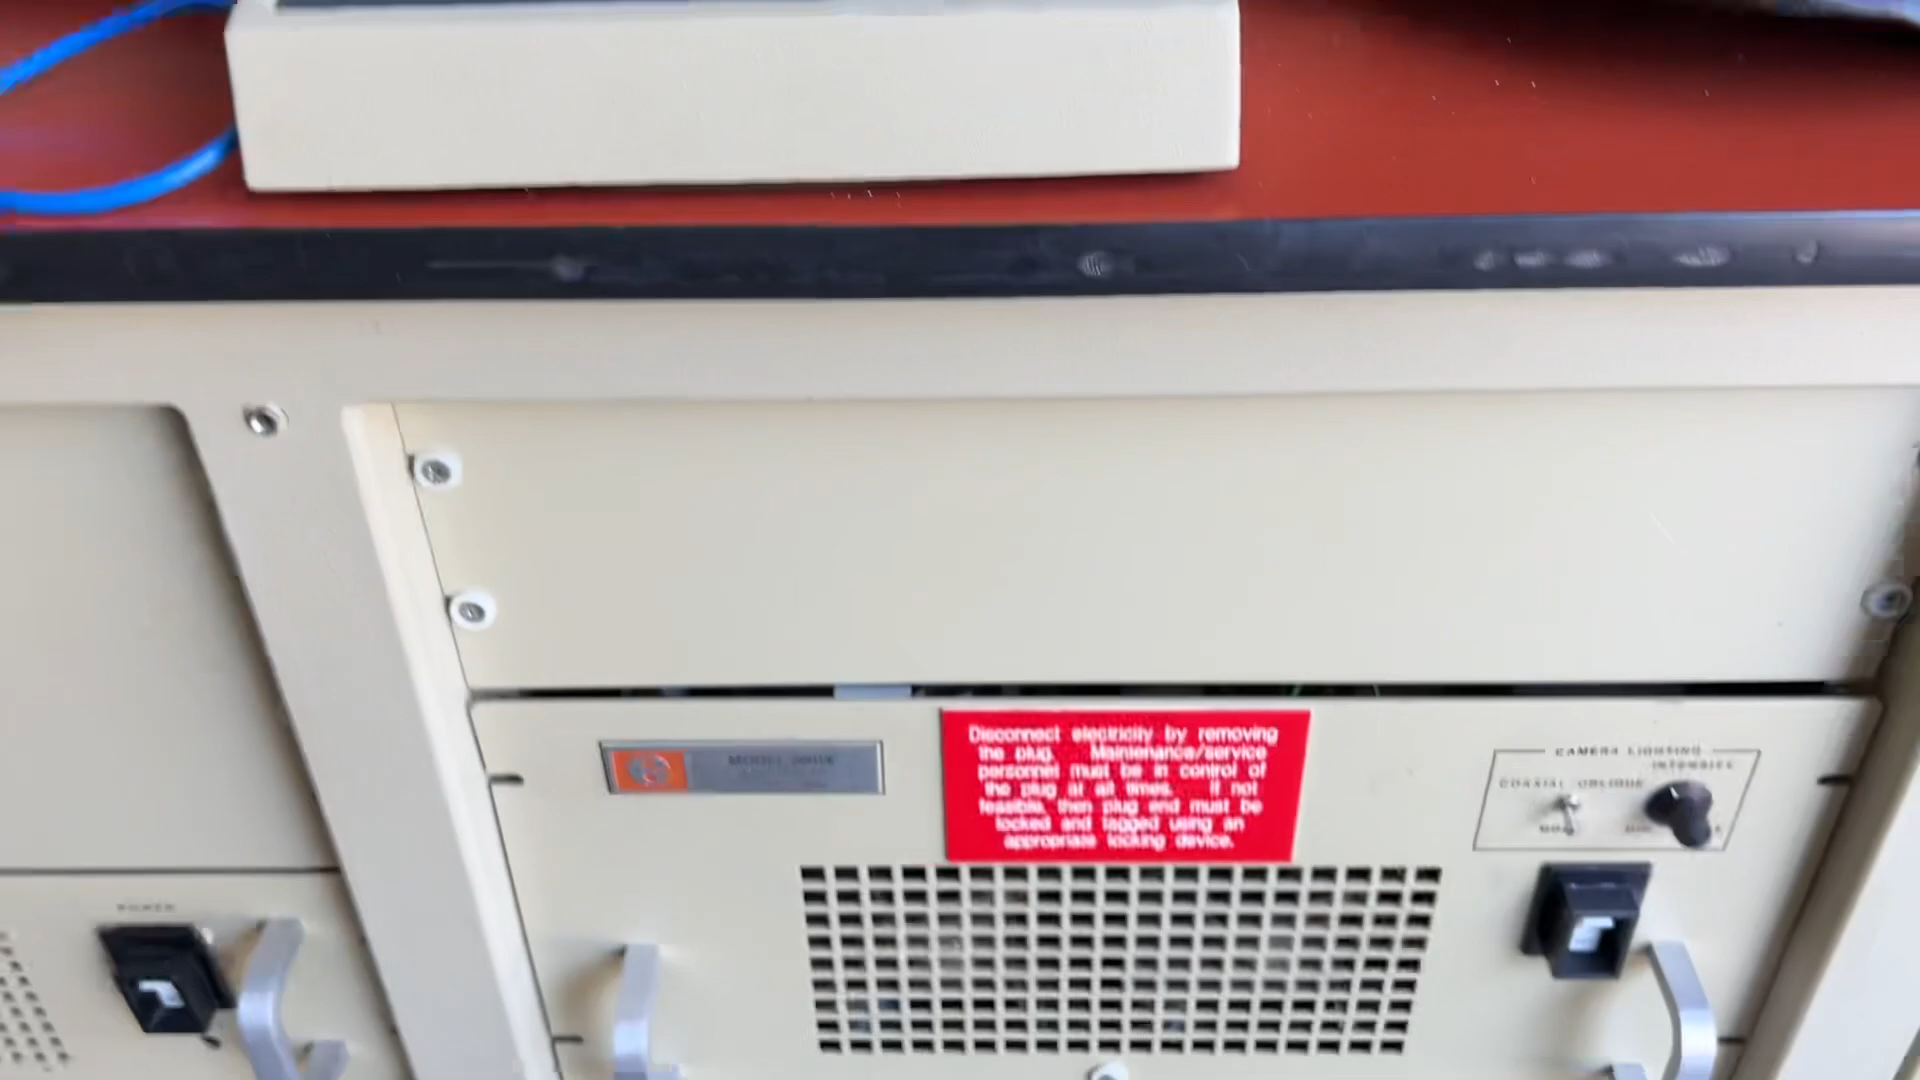 MODEL
Disconnect electricity by removing
the plug. Maintenance/service
personnel must be in control of
the plug at all times. If not
feasible, then plug end must be
locked and tagged using an
appropriate locking device.
CAMERA LIGHTING
INTENSITY
COAXIAL OBLIQUE
POWER